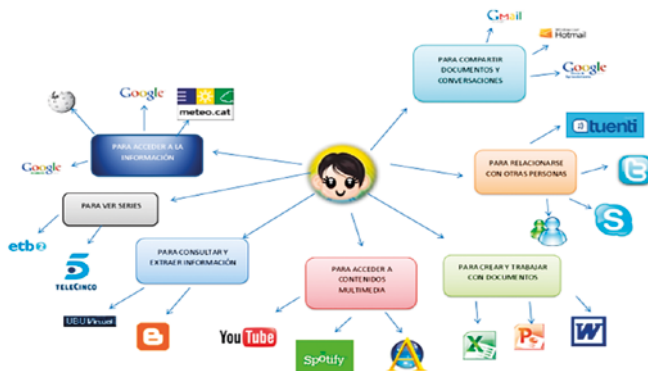 Gmail
Hotmail
PARA COMPARTIR
DOCUMENTOS Y
CONVERSACIONES
Google
Google
meteo.cat
PARA ACCEDER A LA
INFORMACIÓN
Google
tuenti
PARA RELACIONARSE
CON OTRAS PERSONAS
PARA VER SERIES
etb2
5
TELECINCO
PARA CONSULTAR Y
EXTRAER INFORMACIÓN
PARA ACCEDER A
CONTENIDOS
MULTIMEDIA
PARA CREAR Y TRABAJAR
CON DOCUMENTOS
UBUVirtual
YouTube
Spotify